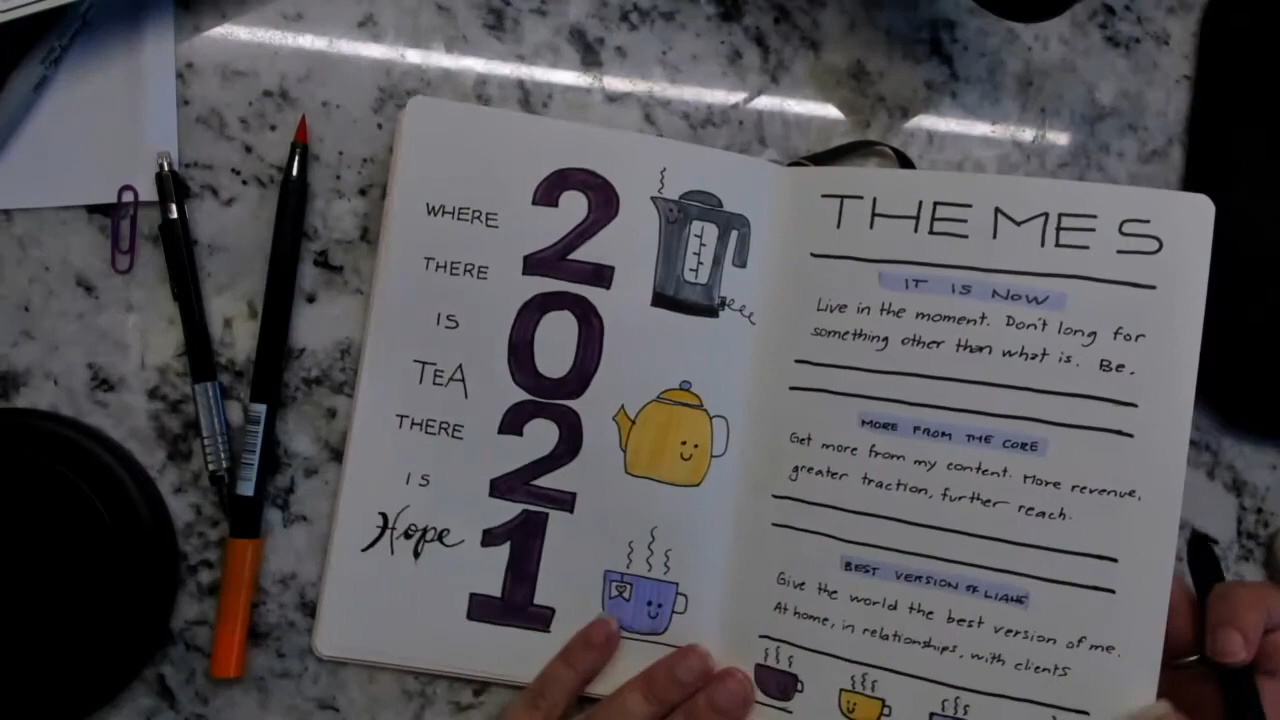 WHERE
THERE
IS
TEA
THERE
IS
Hope
2
0
2
1
THEMES
IT IS NOW
Live in the moment. Don't long for
something other than what is. Be.
MORE FROM THE CORE
Get more from my content. More revenue,
greater traction, further reach.
BEST VERSION OF LIANE
Give the world the best version of me.
At home, in relationships, with clients